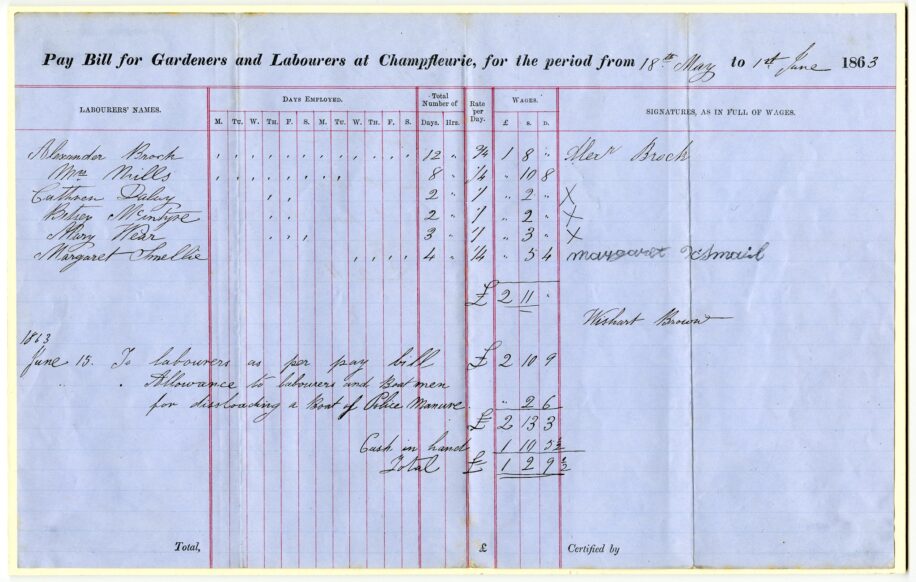 Pay Bill for Gardeners and Labourers at Champfleurie, for the period from 18th May to 1st June 1863
LABOURERS' NAMES. DAYS EMPLOYED. Total Number of Rate per Day. WAGES. SIGNATURES, AS IN FULL OF WAGES.
M. TU. W. TH. F. S. M. TU. W. TH. F. S. Days. Hrs. £ S. D.
Alexander Brock 12 " 2/4 1 8 " Alexr Brock
Mrs Mills 8 " 1/4 " 10 8
Cathren Daley 2 " 1/ " 2 " X
Betsey McIntyre 2 " 1/ " 2 " X
Mary Wear 3 " 1/ " 3 " X
Margaret Smellie 4 " 1/4 " 5 4 margaret Smail
£ 2 11 "
Wishart Brown
1863
June 15. To labourers as per pay bill £ 2 10 9
" . Allowance to labourers and Boatmen
for disloading a Boat of Police Manure. " 2 6
£ 2 13 3
Cash in hand 1 10 5½
Total £ 1 2 9½
Total, £ Certified by